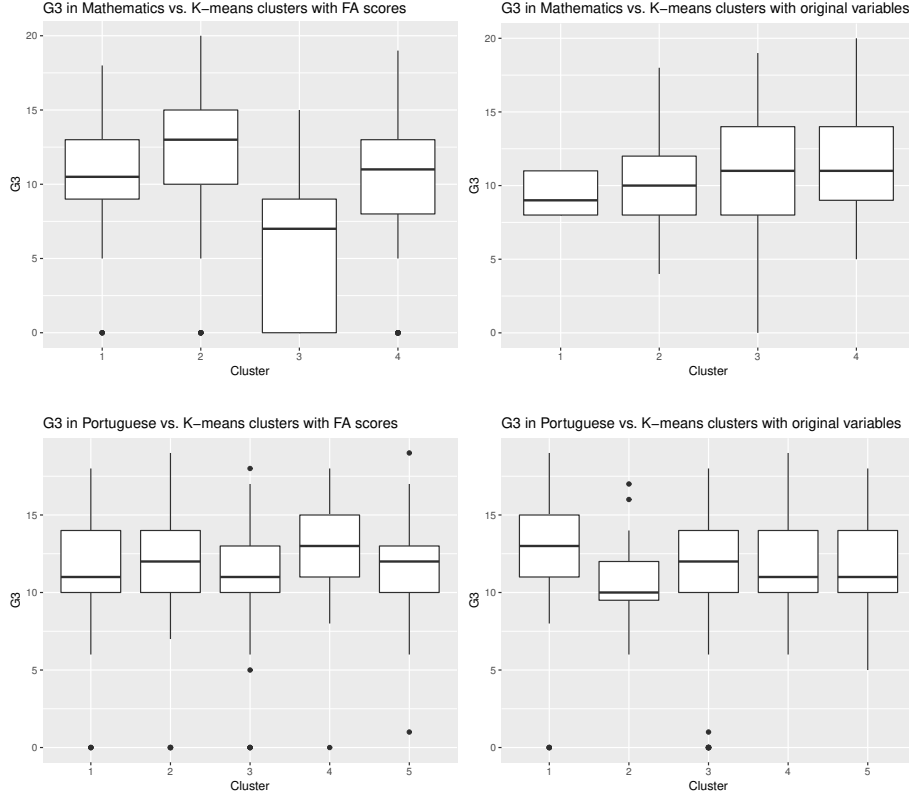 G3 in Mathematics vs. K−means clusters with FA scores
20
15
10
5
0
G3
1 2 3 4
Cluster
G3 in Mathematics vs. K−means clusters with original variables
20
15
10
5
0
G3
1 2 3 4
Cluster
G3 in Portuguese vs. K−means clusters with FA scores
15
10
5
0
G3
1 2 3 4 5
Cluster
G3 in Portuguese vs. K−means clusters with original variables
15
10
5
0
G3
1 2 3 4 5
Cluster